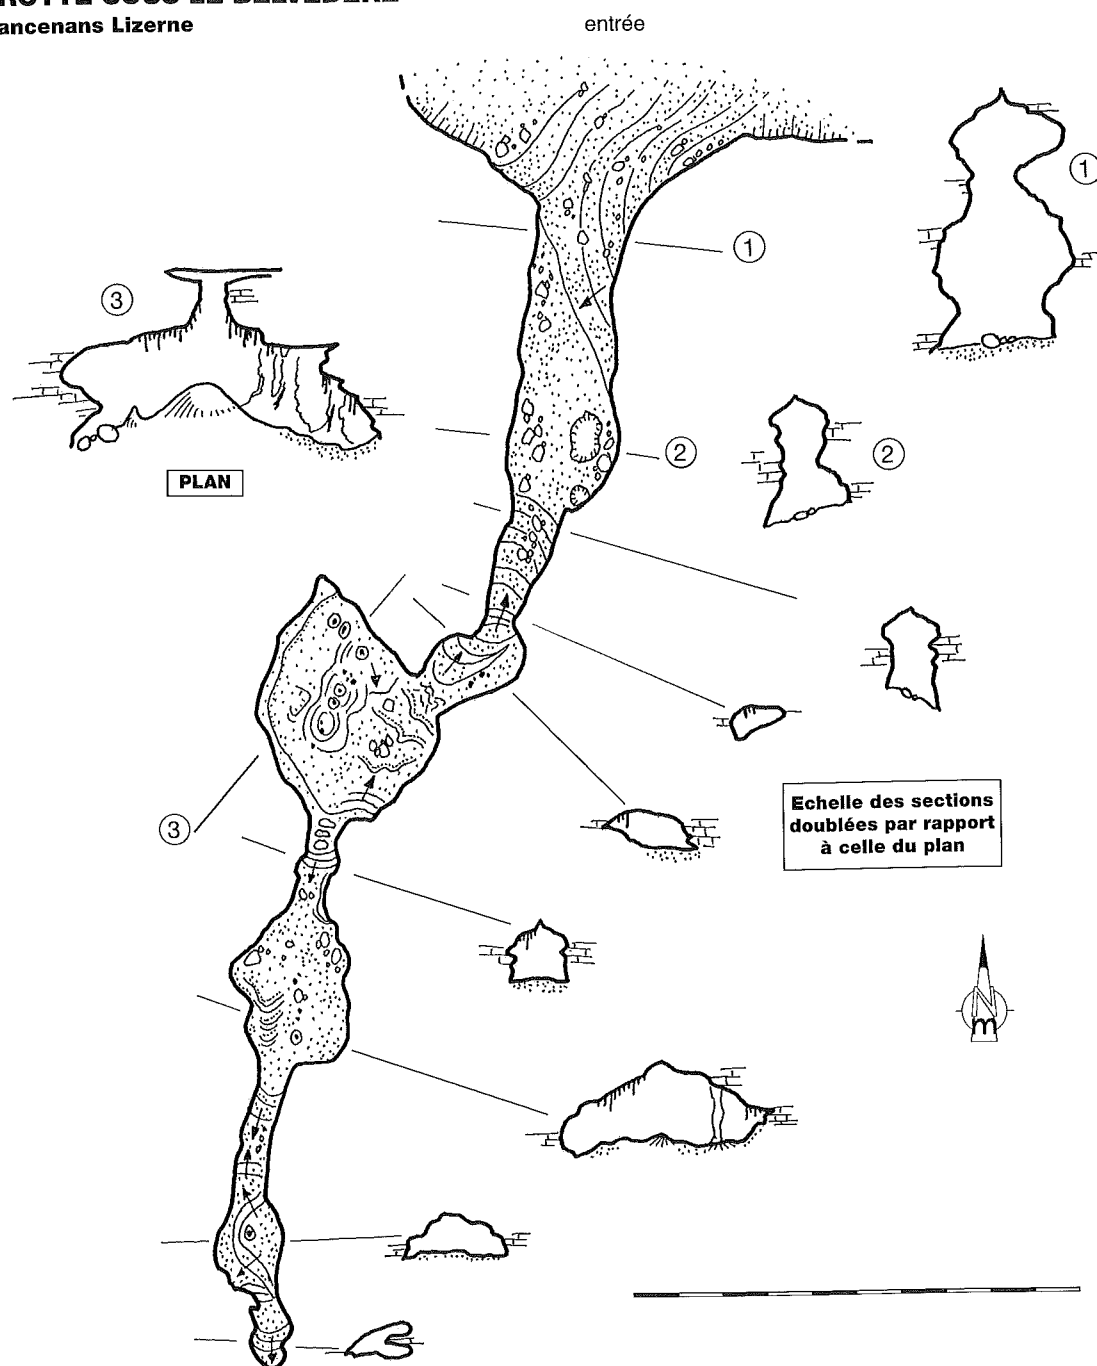 ancenans Lizerne
entrée
1
1
3
2
2
PLAN
3
Echelle des sections
doublées par rapport
à celle du plan
N